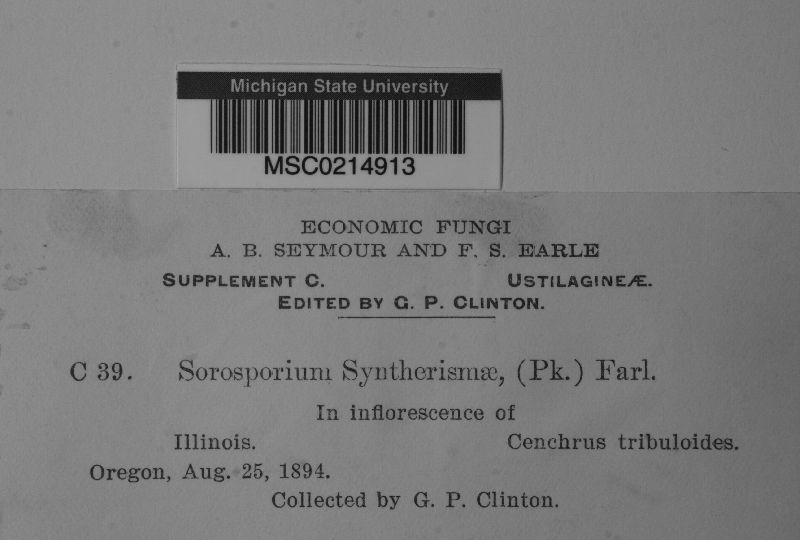 Michigan State University
MSC0214913
ECONOMIC FUNGI
A. B. SEYMOUR AND F. S. EARLE
SUPPLEMENT C. USTILAGINEÆ.
EDITED BY G. P. CLINTON.
C 39. Sorosporium Syntherismæ, (Pk.) Farl.
In inflorescence of
Illinois. Cenchrus tribuloides.
Oregon, Aug. 25, 1894.
Collected by G. P. Clinton.